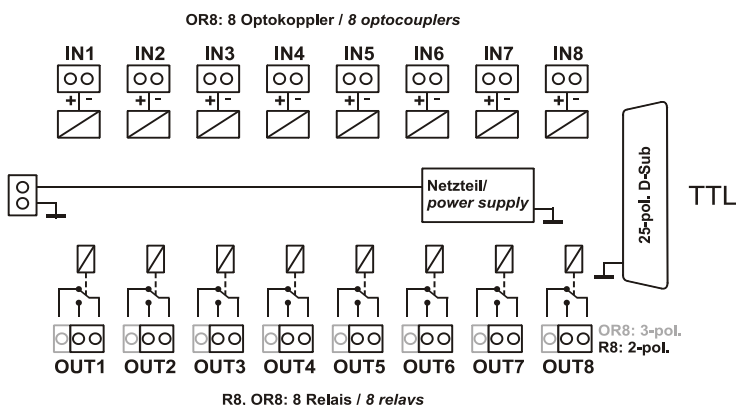 OR8: 8 Optokoppler / 8 optocouplers
IN1 IN2 IN3 IN4 IN5 IN6 IN7 IN8
+ - + - + - + - + - + - + - + -
Netzteil/
power supply
25-pol. D-Sub
TTL
OR8: 3-pol.
R8: 2-pol.
OUT1 OUT2 OUT3 OUT4 OUT5 OUT6 OUT7 OUT8
R8, OR8: 8 Relais / 8 relays